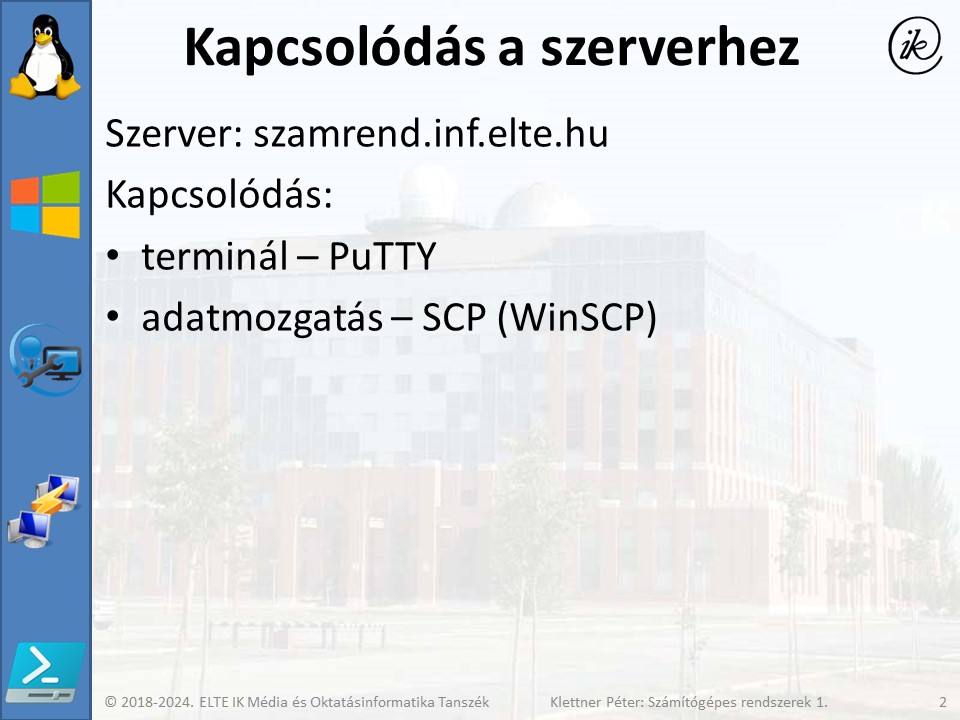 Kapcsolódás a szerverhez
ik
Szerver: szamrend.inf.elte.hu
Kapcsolódás:
• terminál – PuTTY
• adatmozgatás – SCP (WinSCP)
© 2018-2024. ELTE IK Média és Oktatásinformatika Tanszék
Klettner Péter: Számítógépes rendszerek 1.
2